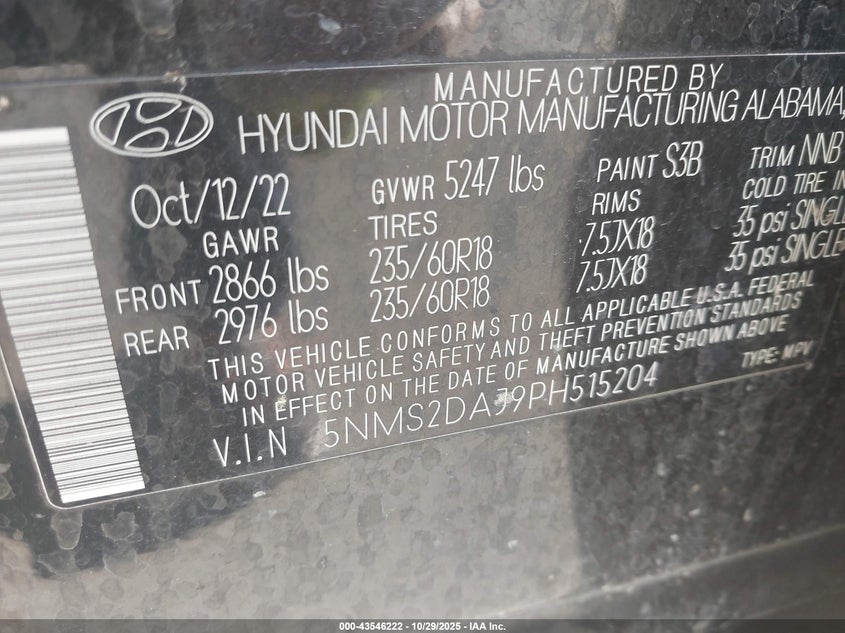 MANUFACTURED BY
HYUNDAI MOTOR MANUFACTURING ALABAMA,
Oct/12/22 GVWR 5247 lbs PAINT S3B TRIM NNB
GAWR TIRES RIMS COLD TIRE IN
FRONT 2866 lbs 235/60R18 7.5JX18 35 psi SINGLE
REAR 2976 lbs 235/60R18 7.5JX18 35 psi SINGLE
THIS VEHICLE CONFORMS TO ALL APPLICABLE U.S.A. FEDERAL
MOTOR VEHICLE SAFETY AND THEFT PREVENTION STANDARDS
IN EFFECT ON THE DATE OF MANUFACTURE SHOWN ABOVE
V.I.N 5NMS2DAJ9PH515204 TYPE: MPV
000-43546222 - 10/29/2025 - IAA Inc.